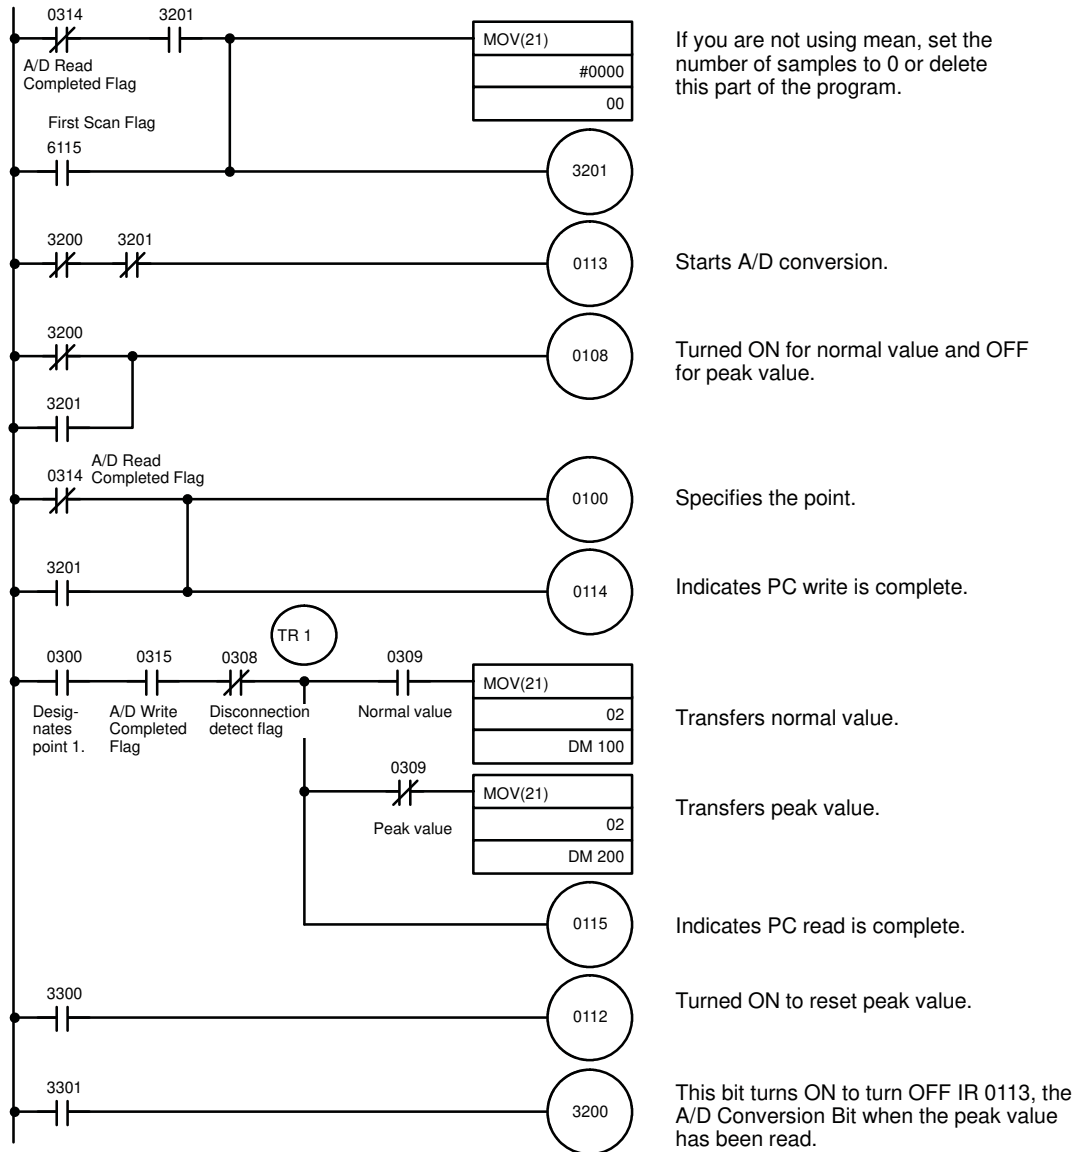 0314 3201
MOV(21)
#0000
00
A/D Read
Completed Flag
If you are not using mean, set the
number of samples to 0 or delete
this part of the program.
First Scan Flag
6115
3201
3200 3201
0113
Starts A/D conversion.
3200
0108
Turned ON for normal value and OFF
for peak value.
3201
A/D Read
0314 Completed Flag
0100
Specifies the point.
3201
0114
Indicates PC write is complete.
TR 1
0300 0315 0308 0309
MOV(21)
02
DM 100
Desig-
nates
point 1.
A/D Write
Completed
Flag
Disconnection
detect flag
Normal value
Transfers normal value.
0309
MOV(21)
02
DM 200
Peak value
Transfers peak value.
0115
Indicates PC read is complete.
3300
0112
Turned ON to reset peak value.
3301
3200
This bit turns ON to turn OFF IR 0113, the
A/D Conversion Bit when the peak value
has been read.